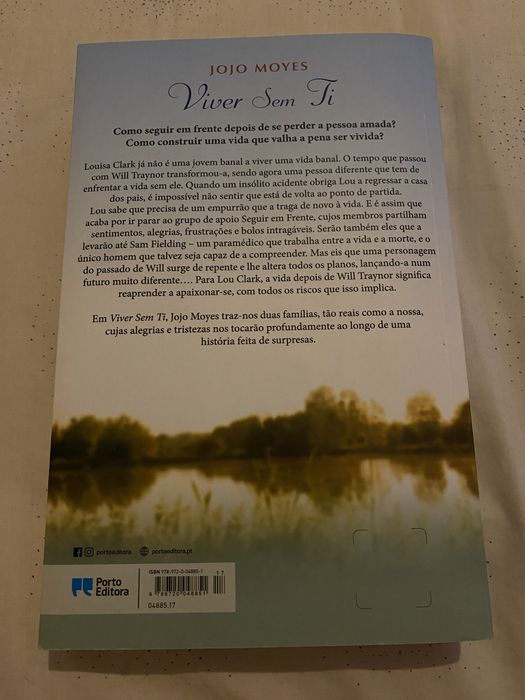 JOJO MOYES
Viver Sem Ti
Como seguir em frente depois de se perder a pessoa amada?
Como construir uma vida que valha a pena ser vivida?
Louisa Clark já não é uma jovem banal a viver uma vida banal. O tempo que passou
com Will Traynor transformou-a, sendo agora uma pessoa diferente que tem de
enfrentar a vida sem ele. Quando um insólito acidente obriga Lou a regressar a casa
dos pais, é impossível não sentir que está de volta ao ponto de partida.
Lou sabe que precisa de um empurrão que a traga de novo à vida. E é assim que
acaba por ir parar ao grupo de apoio Seguir em Frente, cujos membros partilham
sentimentos, alegrias, frustrações e bolos intragáveis. Serão também eles que a
levarão até Sam Fielding – um paramédico que trabalha entre a vida e a morte, e o
único homem que talvez seja capaz de a compreender. Mas eis que uma personagem
do passado de Will surge de repente e lhe altera todos os planos, lançando-a num
futuro muito diferente.... Para Lou Clark, a vida depois de Will Traynor significa
reaprender a apaixonar-se, com todos os riscos que isso implica.
Em Viver Sem Ti, Jojo Moyes traz-nos duas famílias, tão reais como a nossa,
cujas alegrias e tristezas nos tocarão profundamente ao longo de uma
história feita de surpresas.
portoeditora
portoeditora.pt
Porto
Editora
ISBN 978-972-0-04885-1
17
9 789720 048851
04885.17